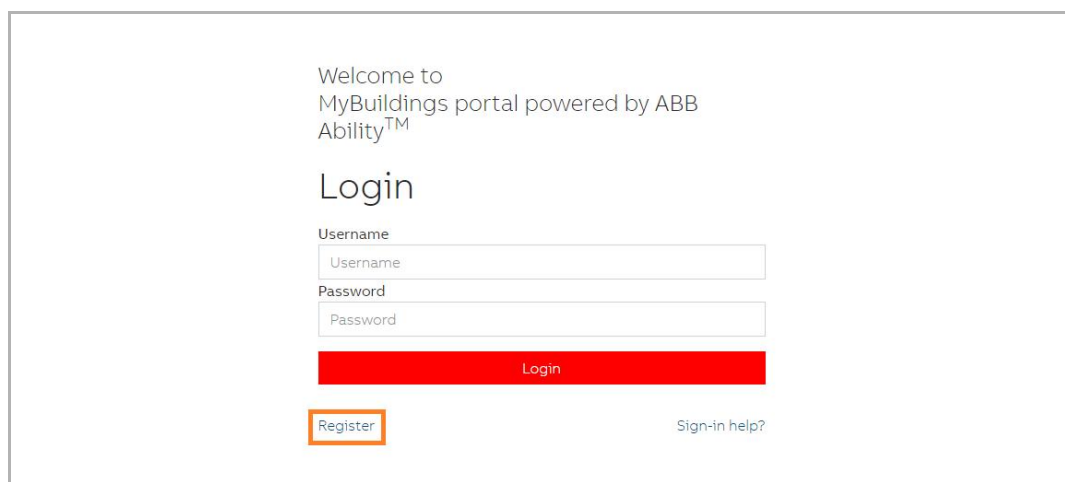 Welcome to
MyBuildings portal powered by ABB
Ability™
Login
Username
Username
Password
Password
Login
Register
Sign-in help?